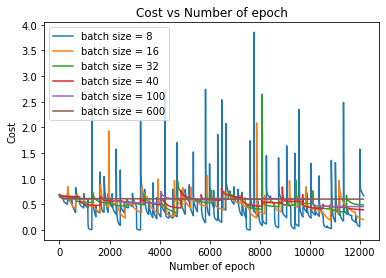 Cost vs Number of epoch
Cost
4.0
3.5
3.0
2.5
2.0
1.5
1.0
0.5
0.0
batch size = 8
batch size = 16
batch size = 32
batch size = 40
batch size = 100
batch size = 600
0
2000
4000
6000
8000
10000
12000
Number of epoch